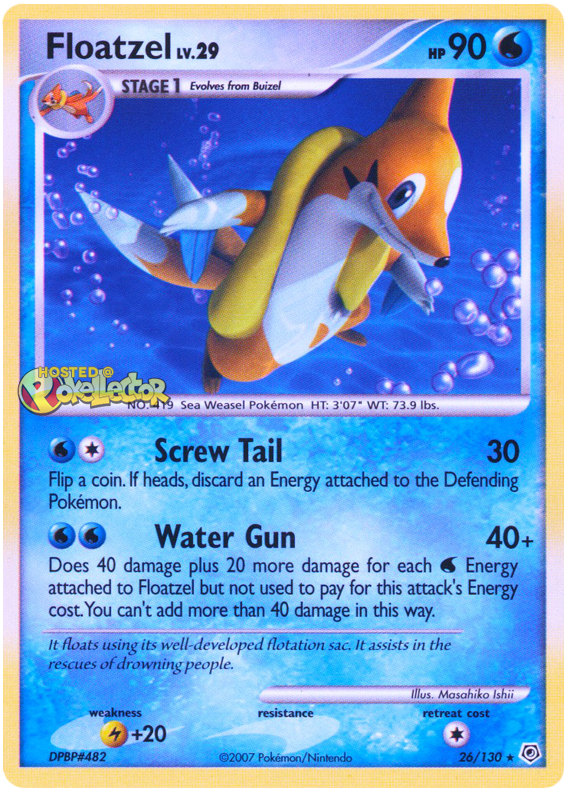 Floatzel LV.29 HP 90
STAGE 1 Evolves from Buizel
HOSTED @
Pokellector
NO. 419 Sea Weasel Pokémon HT: 3'07" WT: 73.9 lbs.
Screw Tail 30
Flip a coin. If heads, discard an Energy attached to the Defending
Pokémon.
Water Gun 40+
Does 40 damage plus 20 more damage for each Energy
attached to Floatzel but not used to pay for this attack's Energy
cost. You can't add more than 40 damage in this way.
It floats using its well-developed flotation sac. It assists in the
rescues of drowning people.
Illus. Masahiko Ishii
weakness resistance retreat cost
+20
DPBP#482 ©2007 Pokémon/Nintendo 26/130